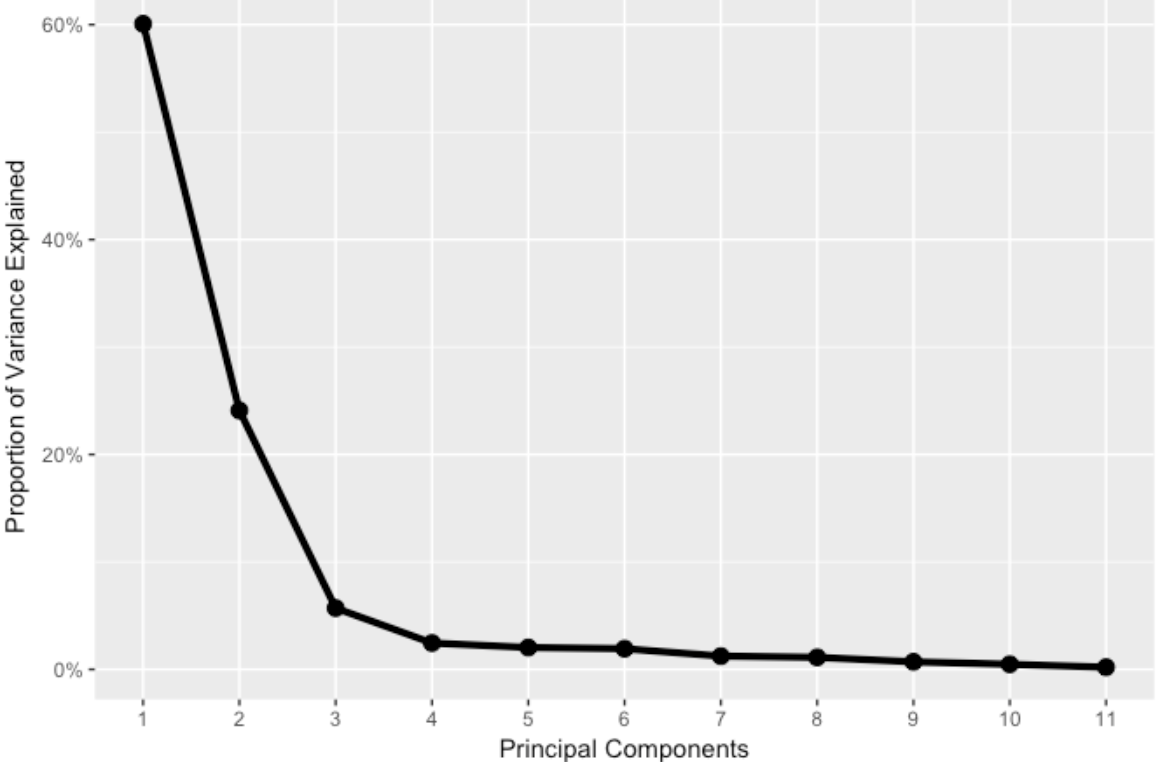 Proportion of Variance Explained
60%
40%
20%
0%
1 2 3 4 5 6 7 8 9 10 11
Principal Components